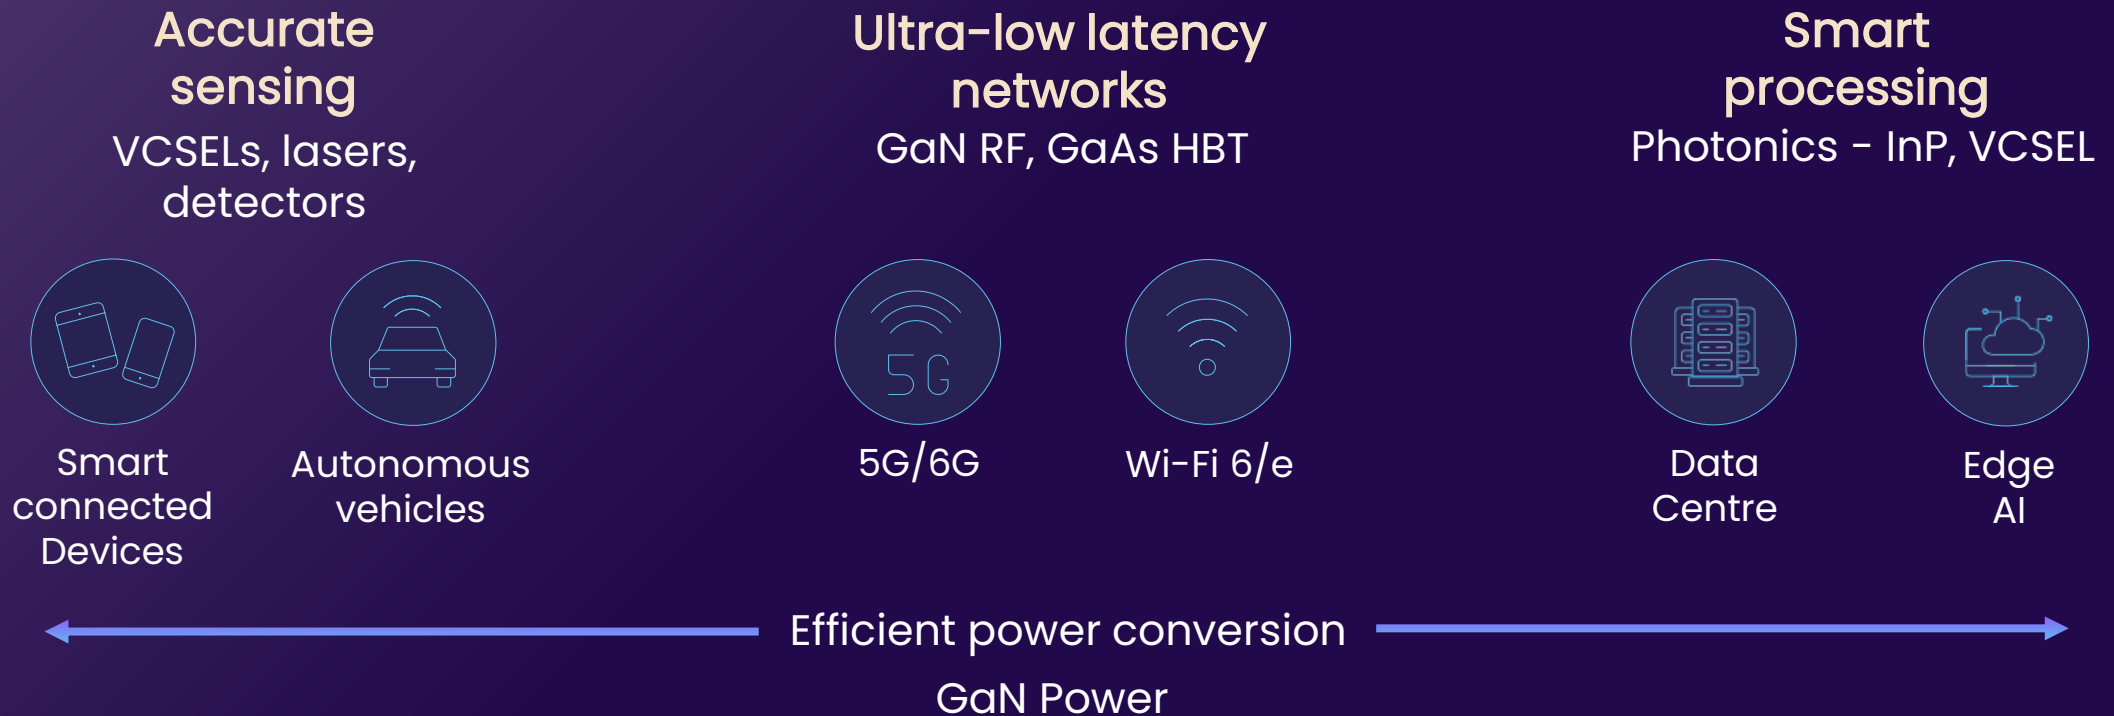 Accurate
sensing
VCSELs, lasers,
detectors
Smart
connected
Devices
Autonomous
vehicles
Ultra-low latency
networks
GaN RF, GaAs HBT
5G
5G/6G
Wi-Fi 6/e
Smart
processing
Photonics - InP, VCSEL
Data
Centre
Edge
AI
Efficient power conversion
GaN Power